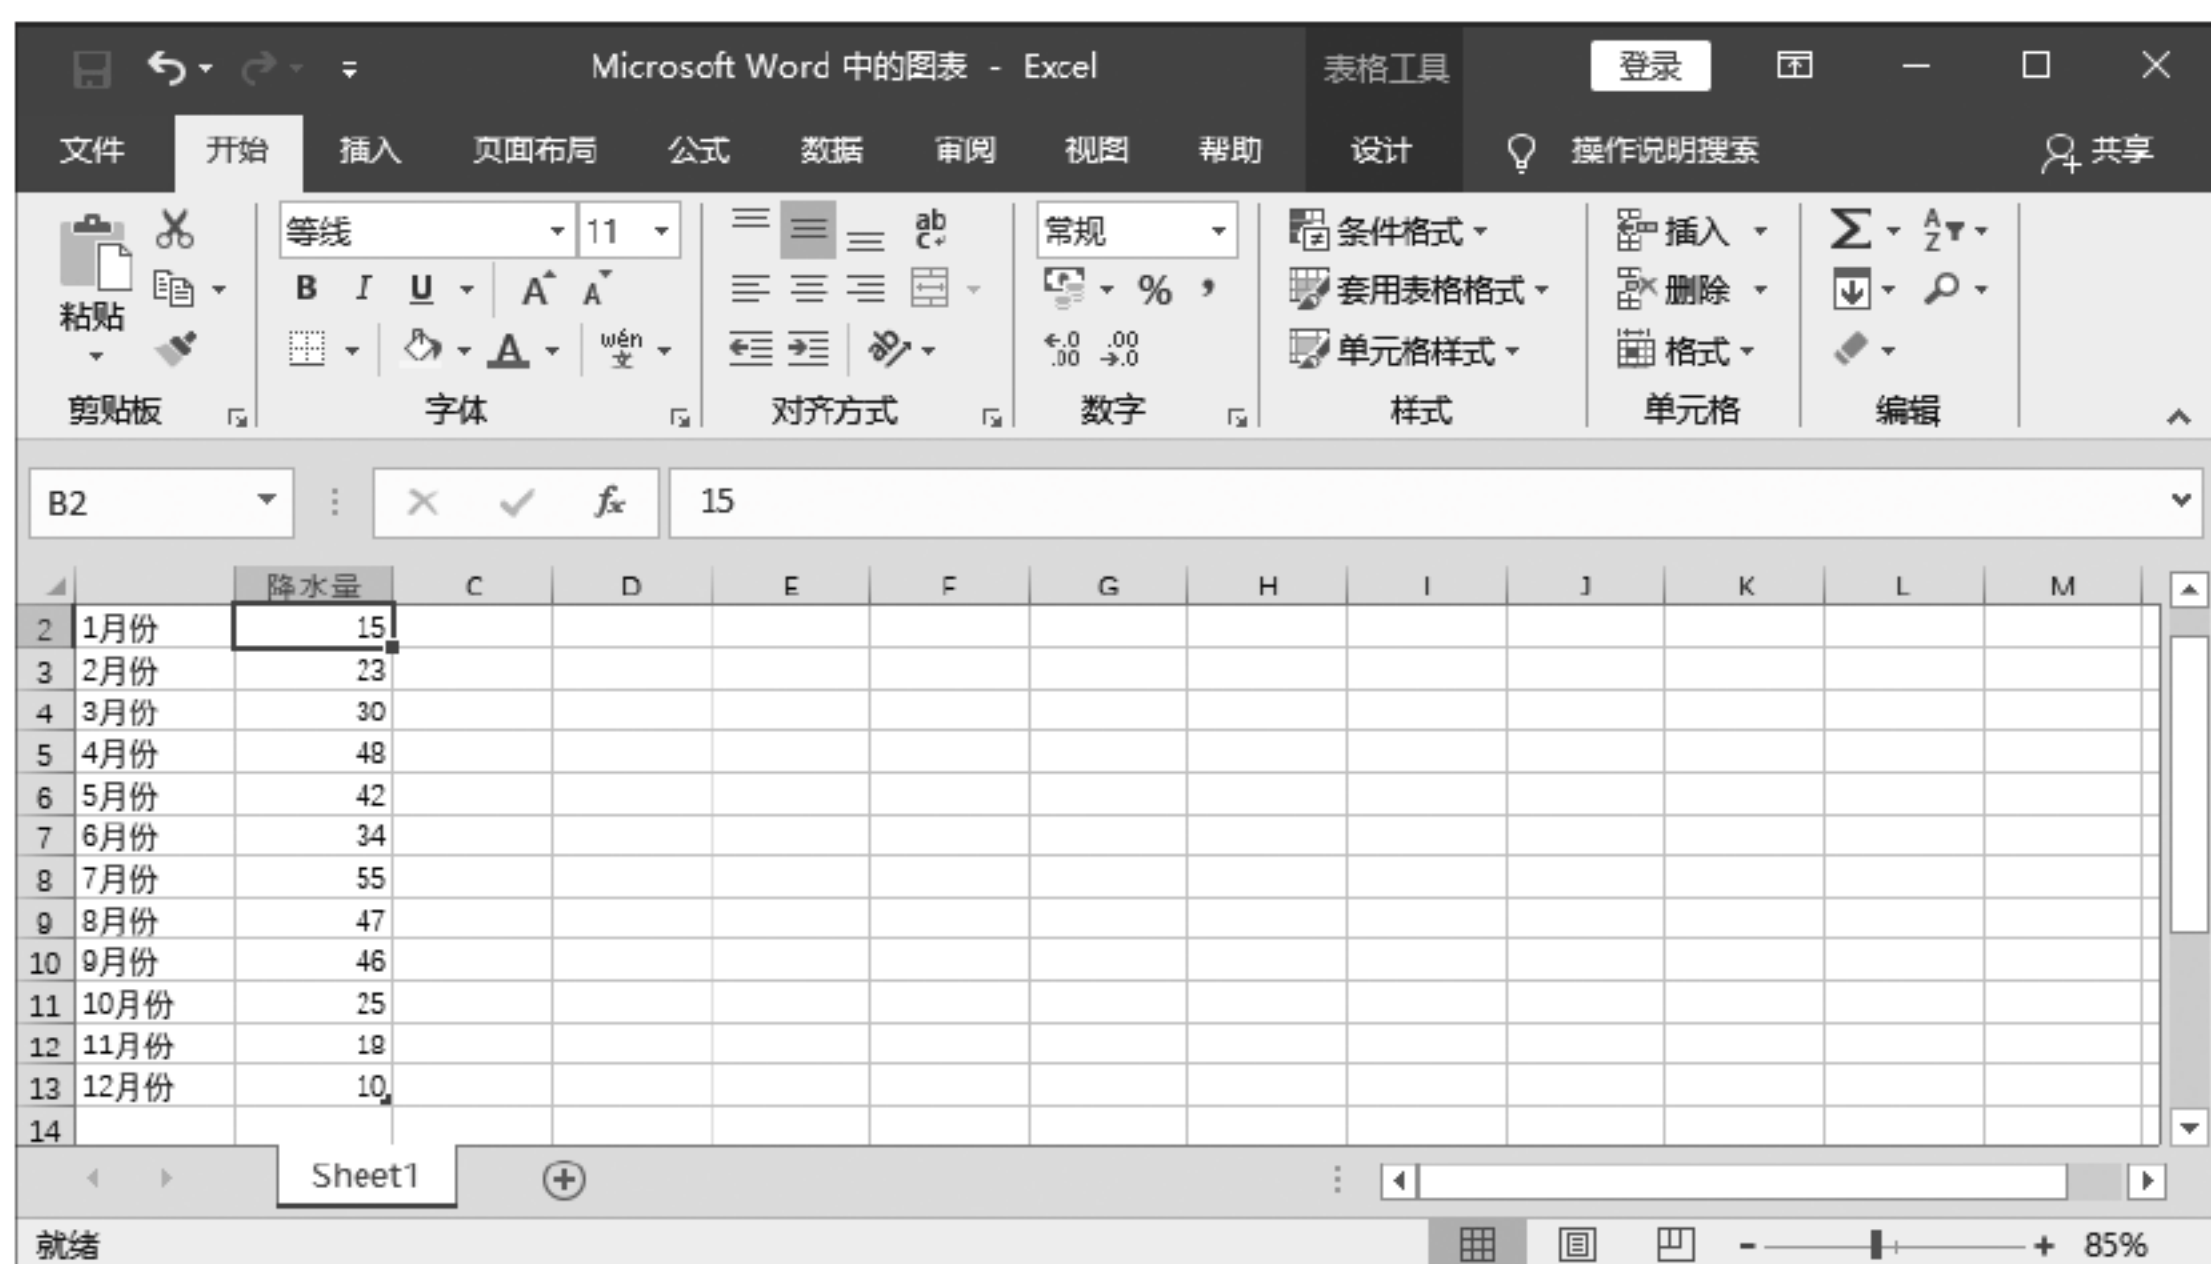 Microsoft Word 中的图表 - Excel 表格工具 登录
文件 开始 插入 页面布局 公式 数据 审阅 视图 帮助 设计 操作说明搜索 共享
等线 11 ab c 常规 条件格式 插入 Σ A Z
粘贴 B I U A A % , 套用表格格式 删除
A wén 文 ab ←.0 .00 .00 →.0 单元格样式 格式
剪贴板 字体 对齐方式 数字 样式 单元格 编辑
B2 fx 15
降水量 C D E F G H I J K L M
2 1月份 15
3 2月份 23
4 3月份 30
5 4月份 48
6 5月份 42
7 6月份 34
8 7月份 55
9 8月份 47
10 9月份 46
11 10月份 25
12 11月份 18
13 12月份 10
14
Sheet1
就绪 85%